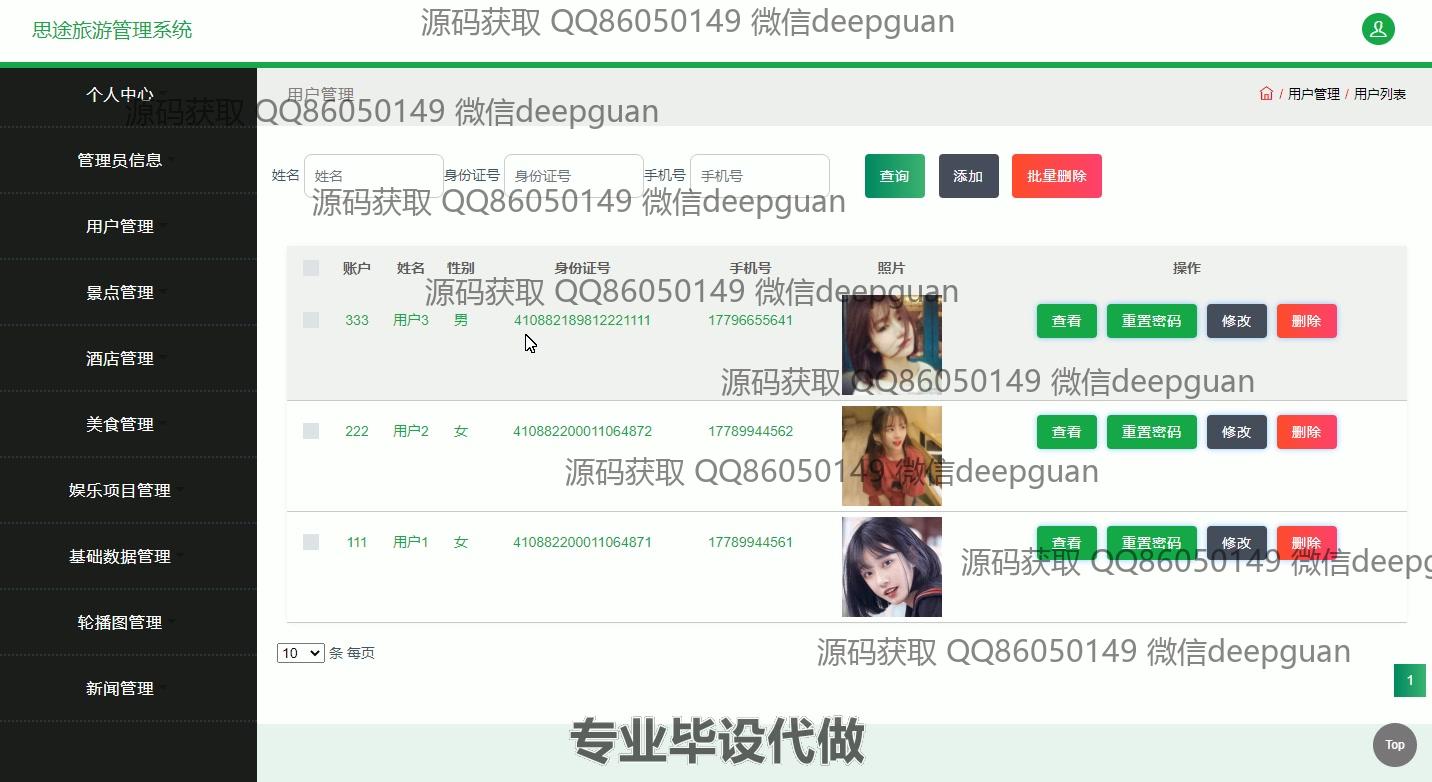 思途旅游管理系统
源码获取 QQ86050149 微信deepguan
个人中心
用户管理
/ 用户管理 / 用户列表
源码获取 QQ86050149 微信deepguan
管理员信息
姓名 姓名 身份证号 身份证号 手机号 手机号 查询 添加 批量删除
源码获取 QQ86050149 微信deepguan
用户管理
账户 姓名 性别 身份证号 手机号 照片 操作
源码获取 QQ86050149 微信deepguan
景点管理
333 用户3 男 410882189812221111 17796655641 查看 重置密码 修改 删除
酒店管理
源码获取 QQ86050149 微信deepguan
美食管理
222 用户2 女 410882200011064872 17789944562 查看 重置密码 修改 删除
源码获取 QQ86050149 微信deepguan
娱乐项目管理
111 用户1 女 410882200011064871 17789944561 查看 重置密码 修改 删除
基础数据管理
源码获取 QQ86050149 微信deepg
轮播图管理
10 条 每页
源码获取 QQ86050149 微信deepguan
新闻管理
1
专业毕设代做
Top